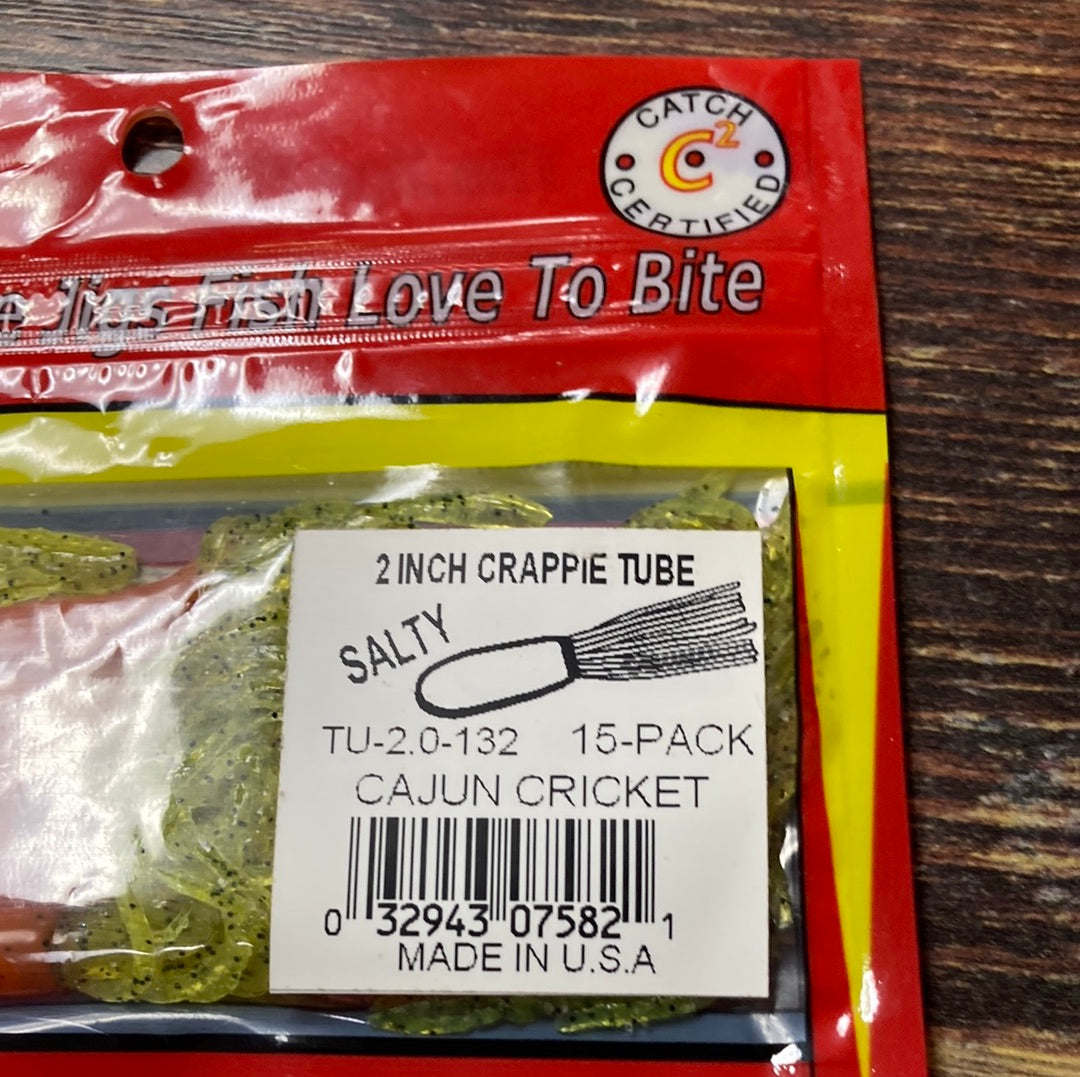 CATCH
C2
CERTIFIED
Jigs Fish Love To Bite
2 INCH CRAPPiE TUBE
SALTY
TU-2.0-132 15-PACK
CAJUN CRICKET
0 32943 07582 1
MADE IN U.S.A